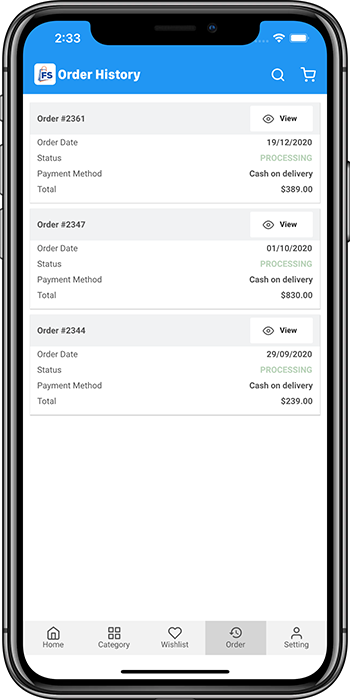 2:33
FS Order History
Order #2361 View
Order Date 19/12/2020
Status PROCESSING
Payment Method Cash on delivery
Total $389.00
Order #2347 View
Order Date 01/10/2020
Status PROCESSING
Payment Method Cash on delivery
Total $830.00
Order #2344 View
Order Date 29/09/2020
Status PROCESSING
Payment Method Cash on delivery
Total $239.00
Home Category Wishlist Order Setting